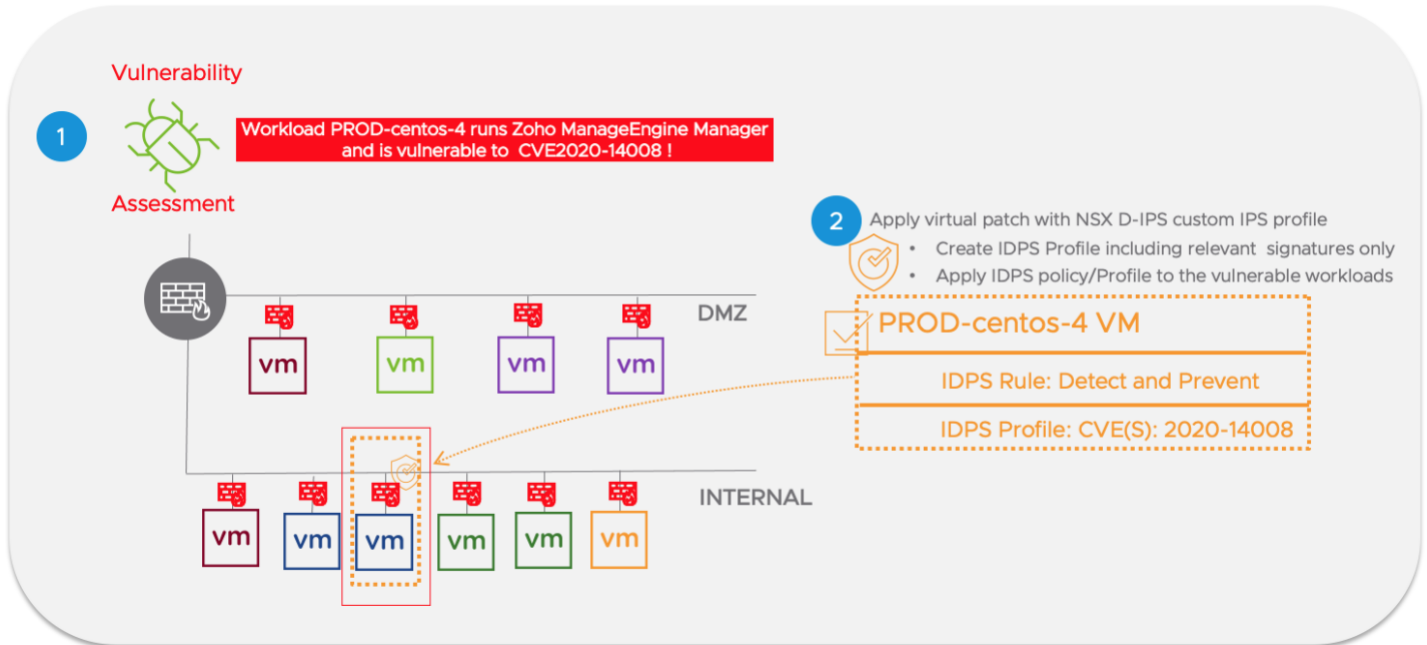 Vulnerability
1
Workload PROD-centos-4 runs Zoho ManageEngine Manager
and is vulnerable to CVE2020-14008 !
Assessment
2
Apply virtual patch with NSX D-IPS custom IPS profile
• Create IDPS Profile including relevant signatures only
• Apply IDPS policy/Profile to the vulnerable workloads
DMZ
vm
vm
vm
vm
PROD-centos-4 VM
IDPS Rule: Detect and Prevent
IDPS Profile: CVE(S): 2020-14008
INTERNAL
vm
vm
vm
vm
vm
vm